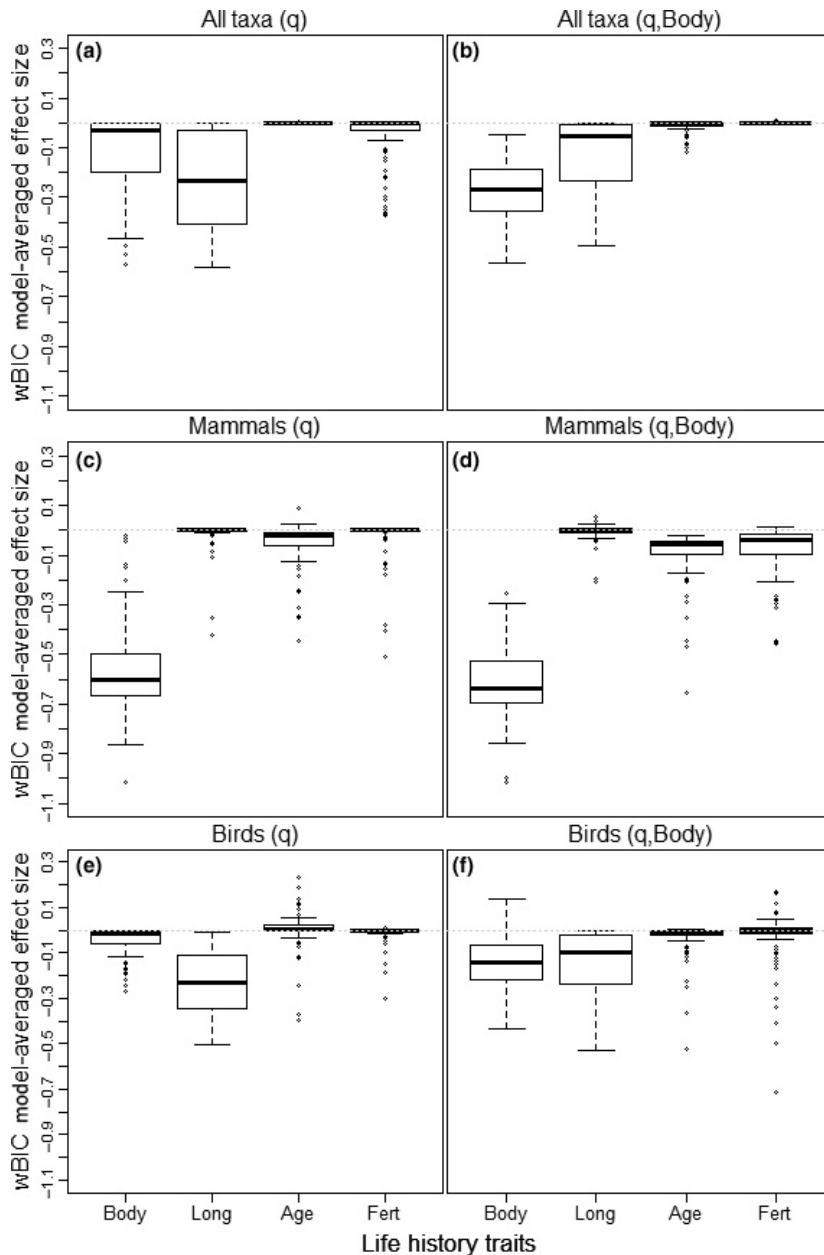 All taxa (q)
All taxa (q,Body)
(a)
(b)
wBIC model-averaged effect size
0.3
0.1
−0.1
−0.3
−0.5
−0.7
−0.9
−1.1
Mammals (q)
Mammals (q,Body)
(c)
(d)
wBIC model-averaged effect size
0.3
0.1
−0.1
−0.3
−0.5
−0.7
−0.9
−1.1
Birds (q)
Birds (q,Body)
(e)
(f)
wBIC model-averaged effect size
0.3
0.1
−0.1
−0.3
−0.5
−0.7
−0.9
−1.1
Body Long Age Fert
Body Long Age Fert
Life history traits